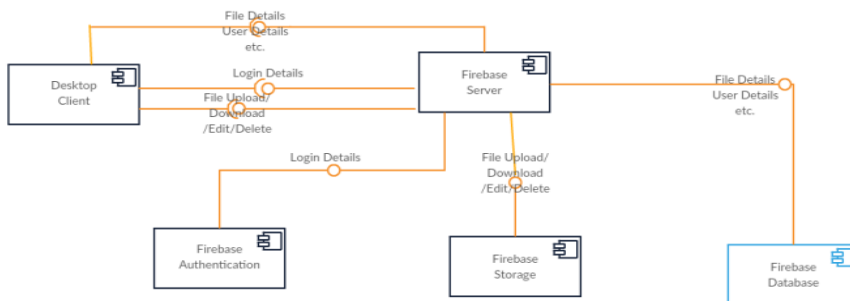 File Details
User Details
etc.
Desktop
Client
Login Details
File Upload/
Download
/Edit/Delete
Firebase
Server
File Details
User Details
etc.
Login Details
File Upload/
Download
/Edit/Delete
Firebase
Authentication
Firebase
Storage
Firebase
Database